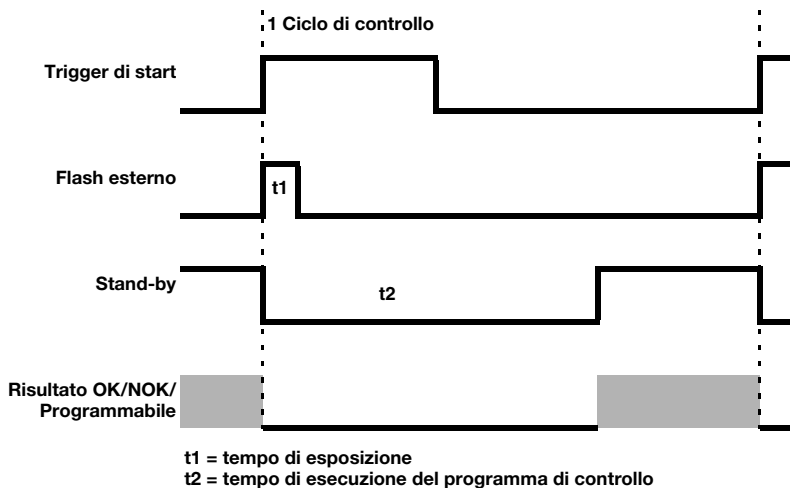 1 Ciclo di controllo
Trigger di start
Flash esterno
t1
Stand-by
t2
Risultato OK/NOK/
Programmabile
t1 = tempo di esposizione
t2 = tempo di esecuzione del programma di controllo